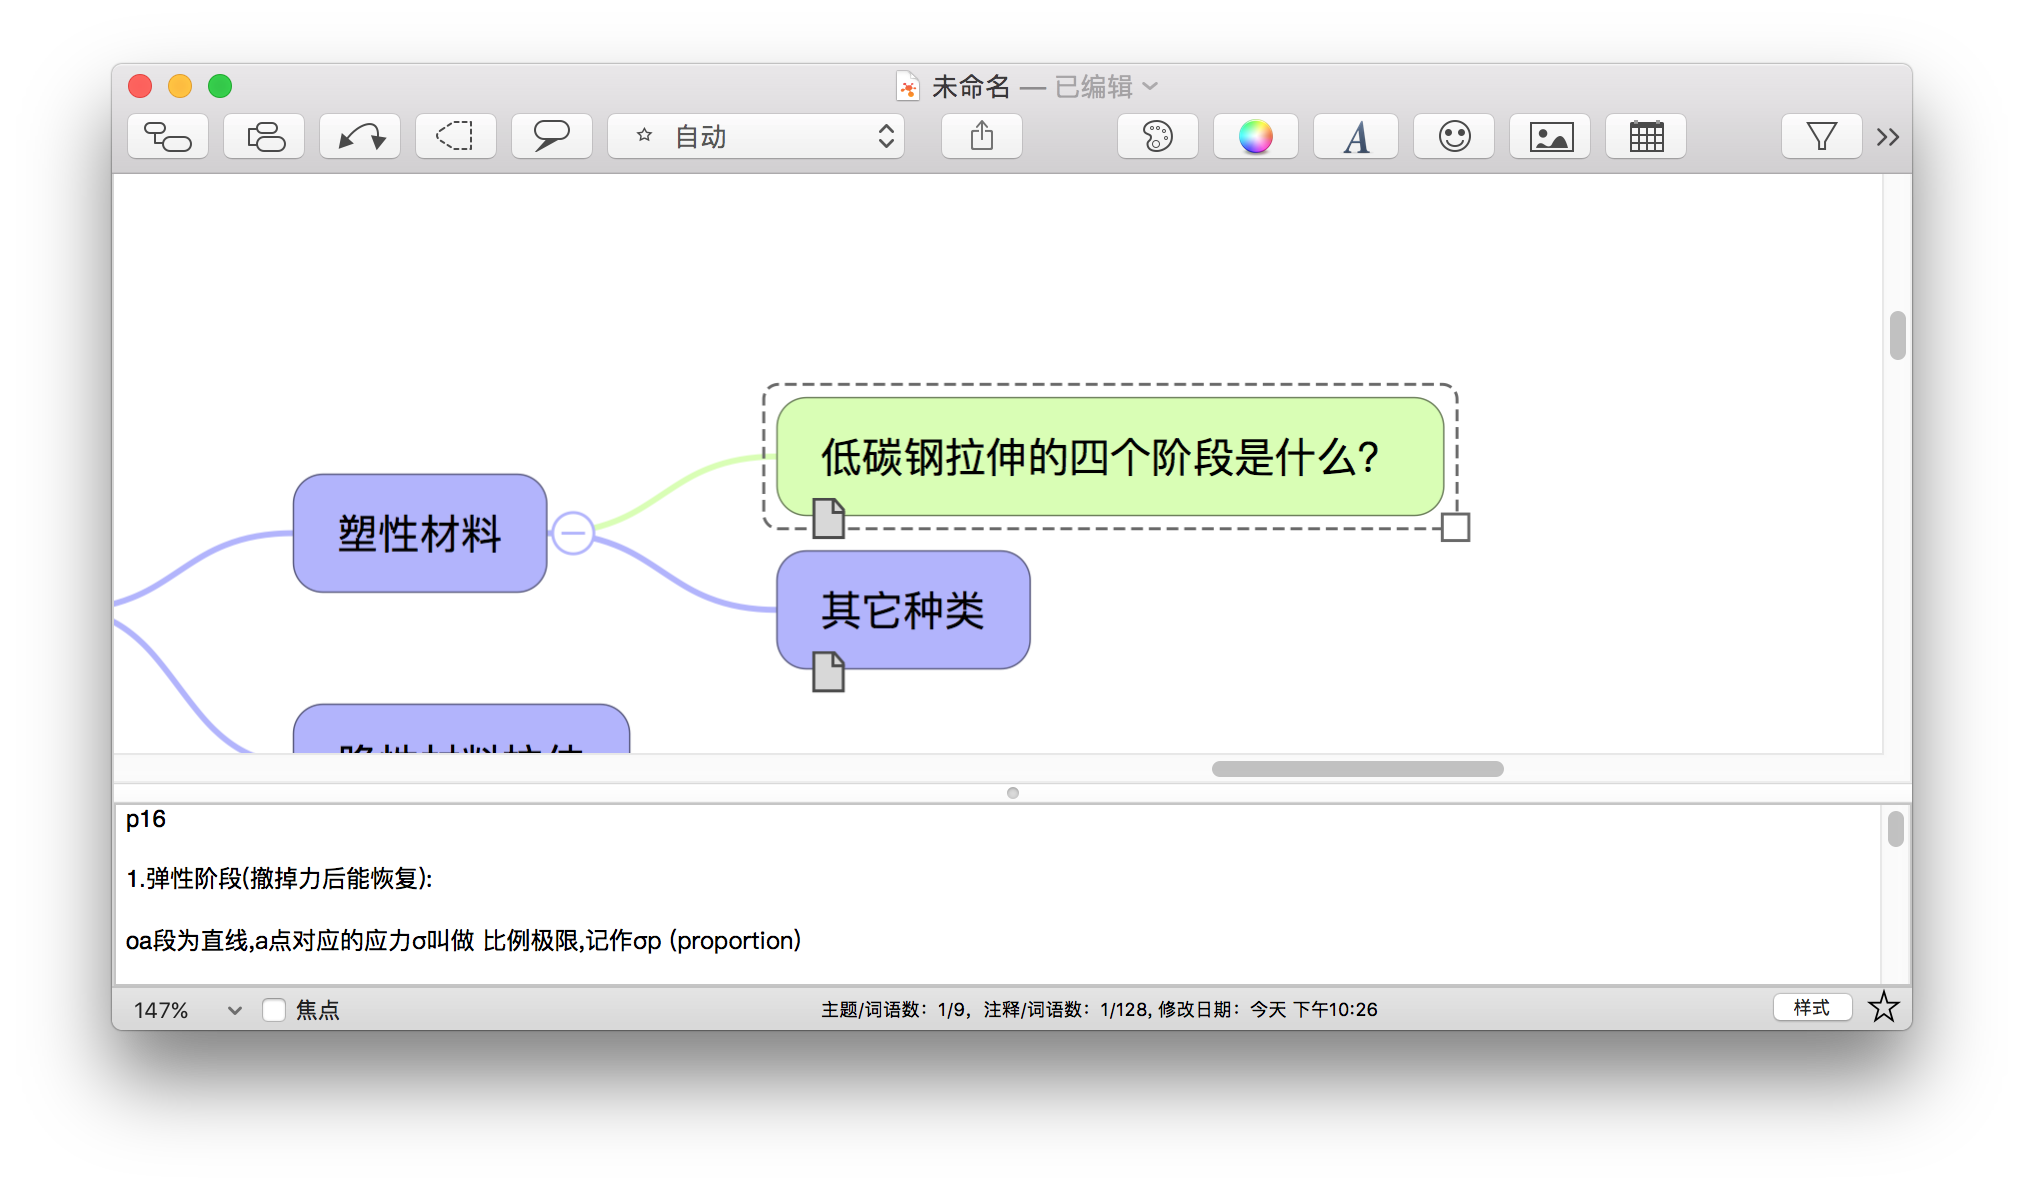 未命名 — 已编辑
自动
A
低碳钢拉伸的四个阶段是什么?
塑性材料
其它种类
p16
1.弹性阶段(撤掉力后能恢复):
oa段为直线,a点对应的应力σ叫做 比例极限,记作σp (proportion)
147%
焦点
主题/词语数：1/9，注释/词语数：1/128, 修改日期：今天 下午10:26
样式